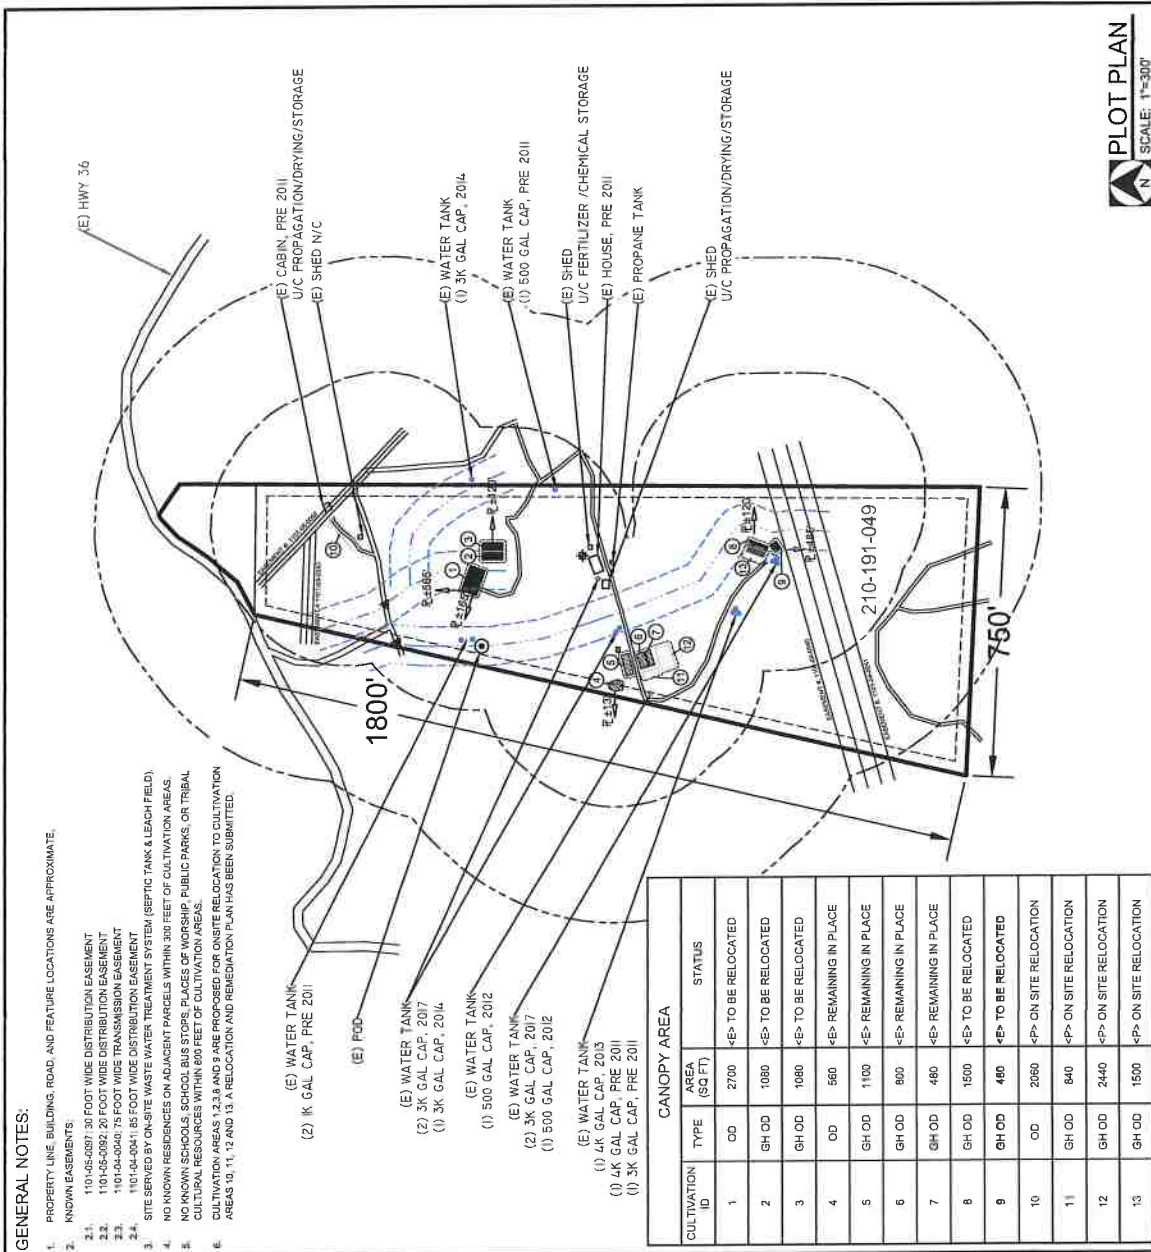 GENERAL NOTES:
1. PROPERTY LINE, BUILDING, ROAD, AND FEATURE LOCATIONS ARE APPROXIMATE.
2. KNOWN EASEMENTS:
2.1. 1101-05-0097: 30 FOOT WIDE DISTRIBUTION EASEMENT
2.2. 1101-05-0092: 20 FOOT WIDE DISTRIBUTION EASEMENT
2.3. 1101-04-0040: 75 FOOT WIDE TRANSMISSION EASEMENT
2.4. 1101-04-0041: 85 FOOT WIDE DISTRIBUTION EASEMENT
3. SITE SERVED BY ON-SITE WASTE WATER TREATMENT SYSTEM (SEPTIC TANK & LEACH FIELD).
4. NO KNOWN RESIDENCES ON ADJACENT PARCELS WITHIN 300 FEET OF CULTIVATION AREAS.
5. NO KNOWN SCHOOLS, SCHOOL BUS STOPS, PLACES OF WORSHIP, PUBLIC PARKS, OR TRIBAL
CULTURAL RESOURCES WITHIN 600 FEET OF CULTIVATION AREAS.
6. CULTIVATION AREAS 1,2,3,8 AND 9 ARE PROPOSED FOR ONSITE RELOCATION TO CULTIVATION
AREAS 10, 11, 12 AND 13. A RELOCATION AND REMEDIATION PLAN HAS BEEN SUBMITTED.
(E) HWY 36
(E) CABIN, PRE 2011
U/C PROPAGATION/DRYING/STORAGE
(E) SHED N/C
(E) WATER TANK
(1) 3K GAL CAP, 2014
(E) WATER TANK
(1) 500 GAL CAP, PRE 2011
(E) SHED
U/C FERTILIZER /CHEMICAL STORAGE
(E) HOUSE, PRE 2011
(E) PROPANE TANK
(E) SHED
U/C PROPAGATION/DRYING/STORAGE
1800'
750'
210-191-049
10
1
2
3
4
5
6
7
8
9
11
12
13
(E) WATER TANK
(2) 1K GAL CAP, PRE 2011
(E) POD
(E) WATER TANK
(2) 3K GAL CAP, 2017
(1) 3K GAL CAP, 2014
(E) WATER TANK
(1) 500 GAL CAP, 2012
(E) WATER TANK
(2) 3K GAL CAP, 2017
(1) 500 GAL CAP, 2012
(E) WATER TANK
(1) 4K GAL CAP, 2013
(1) 4K GAL CAP, PRE 2011
(1) 3K GAL CAP, PRE 2011
CANOPY AREA
CULTIVATION ID TYPE AREA (SQ FT) STATUS
1 OD 2700 <E> TO BE RELOCATED
2 GH OD 1080 <E> TO BE RELOCATED
3 GH OD 1080 <E> TO BE RELOCATED
4 OD 560 <E> REMAINING IN PLACE
5 GH OD 1100 <E> REMAINING IN PLACE
6 GH OD 800 <E> REMAINING IN PLACE
7 GH OD 480 <E> REMAINING IN PLACE
8 GH OD 1500 <E> TO BE RELOCATED
9 GH OD 480 <E> TO BE RELOCATED
10 OD 2060 <P> ON SITE RELOCATION
11 GH OD 840 <P> ON SITE RELOCATION
12 GH OD 2440 <P> ON SITE RELOCATION
13 GH OD 1500 <P> ON SITE RELOCATION
N
PLOT PLAN
SCALE: 1"=300'